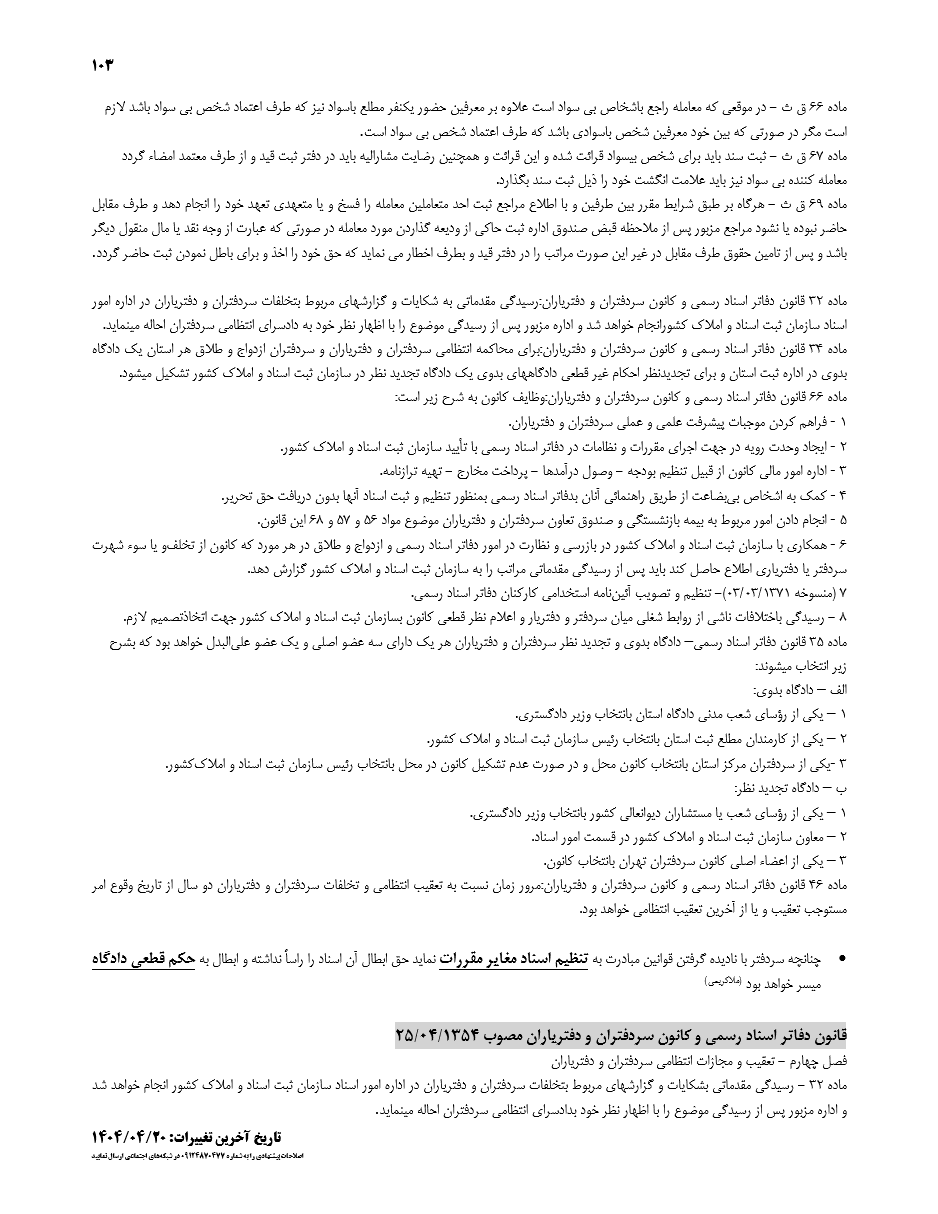 ۱۰۳
ماده ۶۶ ق ث - در موقعی که معامله راجع باشخاص بی سواد است علاوه بر معرفین حضور یکنفر مطلع باسواد نیز که طرف اعتماد شخص بی سواد باشد لازم
است مگر در صورتی که بین خود معرفین شخص باسوادی باشد که طرف اعتماد شخص بی سواد است.
ماده ۶۷ ق ث - ثبت سند باید برای شخص بیسواد قرائت شده و این قرائت و همچنین رضایت مشارالیه باید در دفتر ثبت قید و از طرف معتمد امضاء گردد
معامله کننده بی سواد نیز باید علامت انگشت خود را ذیل ثبت سند بگذارد.
ماده ۶۹ ق ث - هرگاه بر طبق شرایط مقرر بین طرفین و با اطلاع مراجع ثبت احد متعاملین معامله را فسخ و یا متعهدی تعهد خود را انجام دهد و طرف مقابل
حاضر نبوده یا نشود مراجع مزبور پس از ملاحظه قبض صندوق اداره ثبت حاکی از ودیعه گذاردن مورد معامله در صورتی که عبارت از وجه نقد یا مال منقول دیگر
باشد و پس از تامین حقوق طرف مقابل در غیر این صورت مراتب را در دفتر قید و بطرف اخطار می نماید که حق خود را اخذ و برای باطل نمودن ثبت حاضر گردد.
ماده ۳۲ قانون دفاتر اسناد رسمی و کانون سردفتران و دفتریاران:رسیدگی مقدماتی به شکایات و گزارشهای مربوط بتخلفات سردفتران و دفتریاران در اداره امور
اسناد سازمان ثبت اسناد و املاک کشورانجام خواهد شد و اداره مزبور پس از رسیدگی موضوع را با اظهار نظر خود به دادسرای انتظامی سردفتران احاله مینماید.
ماده ۳۴ قانون دفاتر اسناد رسمی و کانون سردفتران و دفتریاران:برای محاکمه انتظامی سردفتران و دفتریاران و سردفتران ازدواج و طلاق هر استان یک دادگاه
بدوی در اداره ثبت استان و برای تجدیدنظر احکام غیر قطعی دادگاههای بدوی یک دادگاه تجدید نظر در سازمان ثبت اسناد و املاک کشور تشکیل میشود.
ماده ۶۶ قانون دفاتر اسناد رسمی و کانون سردفتران و دفتریاران:وظایف کانون به شرح زیر است:
۱ - فراهم کردن موجبات پیشرفت علمی و عملی سردفتران و دفتریاران.
۲ - ایجاد وحدت رویه در جهت اجرای مقررات و نظامات در دفاتر اسناد رسمی با تأیید سازمان ثبت اسناد و املاک کشور.
۳ - اداره امور مالی کانون از قبیل تنظیم بودجه - وصول درآمدها - پرداخت مخارج - تهیه ترازنامه.
۴ - کمک به اشخاص بی‌بضاعت از طریق راهنمائی آنان بدفاتر اسناد رسمی بمنظور تنظیم و ثبت اسناد آنها بدون دریافت حق تحریر.
۵ - انجام دادن امور مربوط به بیمه بازنشستگی و صندوق تعاون سردفتران و دفتریاران موضوع مواد ۵۶ و ۵۷ و ۶۸ این قانون.
۶ - همکاری با سازمان ثبت اسناد و املاک کشور در بازرسی و نظارت در امور دفاتر اسناد رسمی و ازدواج و طلاق در هر مورد که کانون از تخلف‌و یا سوء شهرت
سردفتر یا دفتریاری اطلاع حاصل کند باید پس از رسیدگی مقدماتی مراتب را به سازمان ثبت اسناد و املاک کشور گزارش دهد.
۷ (منسوخه ۰۳/۰۳/۱۳۷۱)- تنظیم و تصویب آئین‌نامه استخدامی کارکنان دفاتر اسناد رسمی.
۸ - رسیدگی باختلافات ناشی از روابط شغلی میان سردفتر و دفتریار و اعلام نظر قطعی کانون بسازمان ثبت اسناد و املاک کشور جهت اتخاذتصمیم لازم.
ماده ۳۵ قانون دفاتر اسناد رسمی– دادگاه بدوی و تجدید نظر سردفتران و دفتریاران هر یک دارای سه عضو اصلی و یک عضو علی‌البدل خواهد بود که بشرح
زیر انتخاب میشوند:
الف – دادگاه بدوی:
۱ – یکی از رؤسای شعب مدنی دادگاه استان بانتخاب وزیر دادگستری.
۲ – یکی از کارمندان مطلع ثبت استان بانتخاب رئیس سازمان ثبت اسناد و املاک کشور.
۳ -یکی از سردفتران مرکز استان بانتخاب کانون محل و در صورت عدم تشکیل کانون در محل بانتخاب رئیس سازمان ثبت اسناد و املاک‌کشور.
ب – دادگاه تجدید نظر:
۱ – یکی از رؤسای شعب یا مستشاران دیوانعالی کشور بانتخاب وزیر دادگستری.
۲ – معاون سازمان ثبت اسناد و املاک کشور در قسمت امور اسناد.
۳ – یکی از اعضاء اصلی کانون سردفتران تهران بانتخاب کانون.
ماده ۴۶ قانون دفاتر اسناد رسمی و کانون سردفتران و دفتریاران:مرور زمان نسبت به تعقیب انتظامی و تخلفات سردفتران و دفتریاران دو سال از تاریخ وقوع امر
مستوجب تعقیب و یا از آخرین تعقیب انتظامی خواهد بود.
• چنانچه سردفتر با نادیده گرفتن قوانین مبادرت به تنظیم اسناد مغایر مقررات نماید حق ابطال آن اسناد را راساً نداشته و ابطال به حکم قطعی دادگاه
میسر خواهد بود (ملاکریمی)
قانون دفاتر اسناد رسمی و کانون سردفتران و دفتریاران مصوب ۲۵/۰۴/۱۳۵۴
فصل چهارم - تعقیب و مجازات انتظامی سردفتران و دفتریاران
ماده ۳۲ - رسیدگی مقدماتی بشکایات و گزارشهای مربوط بتخلفات سردفتران و دفتریاران در اداره امور اسناد سازمان ثبت اسناد و املاک کشور انجام خواهد شد
و اداره مزبور پس از رسیدگی موضوع را با اظهار نظر خود بدادسرای انتظامی سردفتران احاله مینماید.
تاریخ آخرین تغییرات: ۱۴۰۴/۰۴/۲۰
اصلاحات پیشنهادی را به شماره ۰۹۱۲۴۸۷۰۴۷۷ در شبکه‌های اجتماعی ارسال نمایید